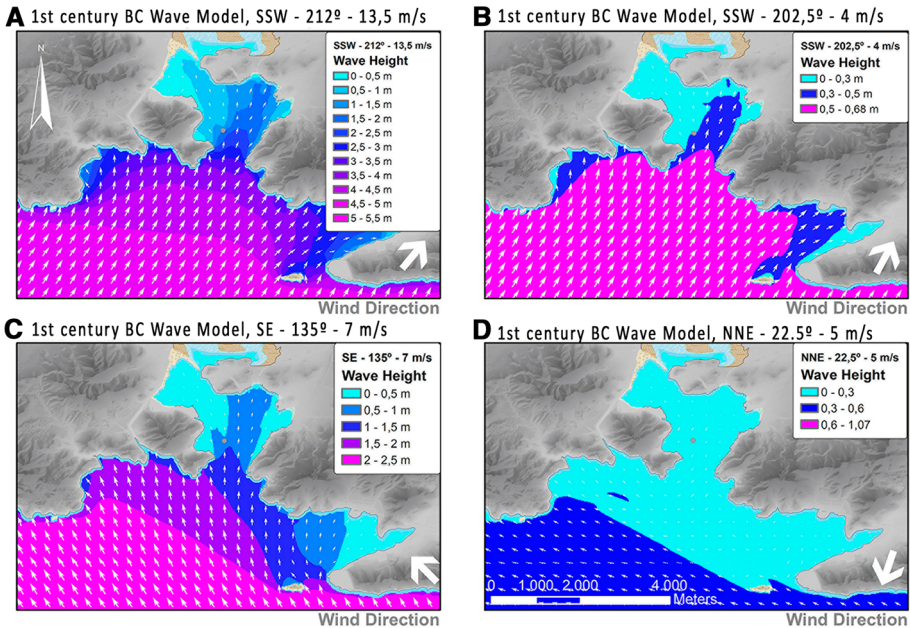 A 1st century BC Wave Model, SSW - 212º - 13,5 m/s
N
SSW - 212º - 13,5 m/s
Wave Height
0 - 0,5 m
0,5 - 1 m
1 - 1,5 m
1,5 - 2 m
2 - 2,5 m
2,5 - 3 m
3 - 3,5 m
3,5 - 4 m
4 - 4,5 m
4,5 - 5 m
5 - 5,5 m
Wind Direction
B 1st century BC Wave Model, SSW - 202,5º - 4 m/s
SSW - 202,5º - 4 m/s
Wave Height
0 - 0,3 m
0,3 - 0,5 m
0,5 - 0,68 m
Wind Direction
C 1st century BC Wave Model, SE - 135º - 7 m/s
SE - 135º - 7 m/s
Wave Height
0 - 0,5 m
0,5 - 1 m
1 - 1,5 m
1,5 - 2 m
2 - 2,5 m
Wind Direction
D 1st century BC Wave Model, NNE - 22.5º - 5 m/s
NNE - 22,5º - 5 m/s
Wave Height
0 - 0,3
0,3 - 0,6
0,6 - 1,07
0 1.000 2.000 4.000
Meters
Wind Direction